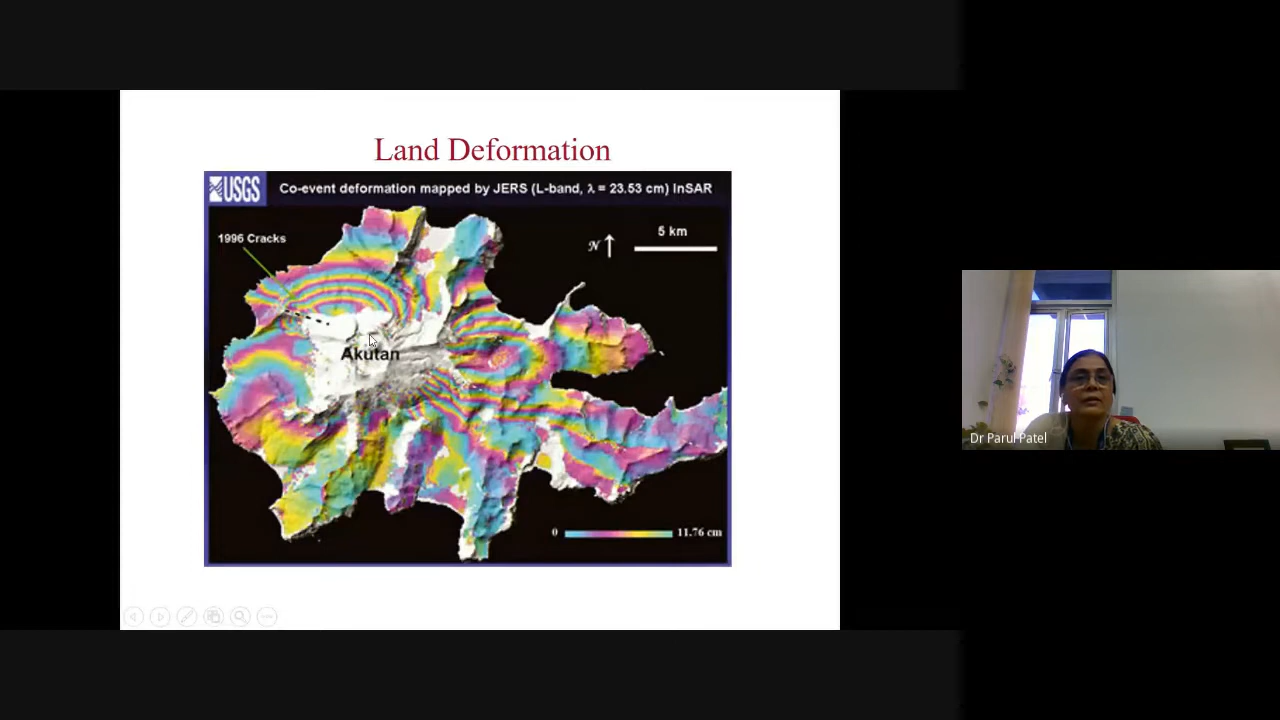 Land Deformation
USGS
Co-event deformation mapped by JERS (L-band, λ = 23.53 cm) InSAR
1996 Cracks
N
5 km
Akutan
0
11.76 cm
Dr Parul Patel